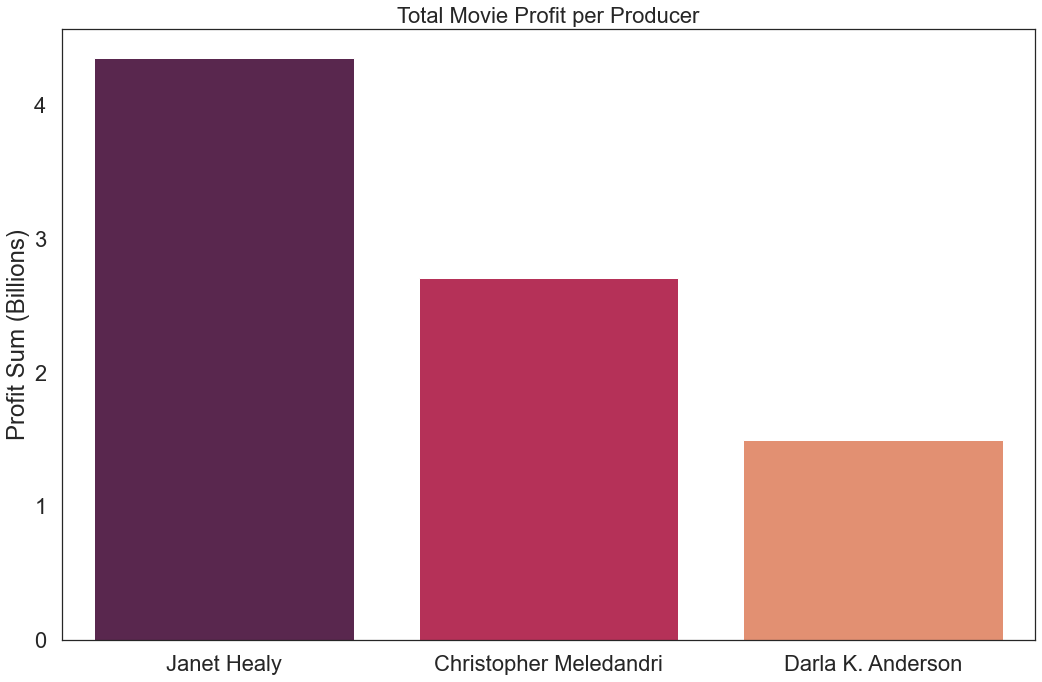 Total Movie Profit per Producer
Profit Sum (Billions)
4
3
2
1
0
Janet Healy
Christopher Meledandri
Darla K. Anderson